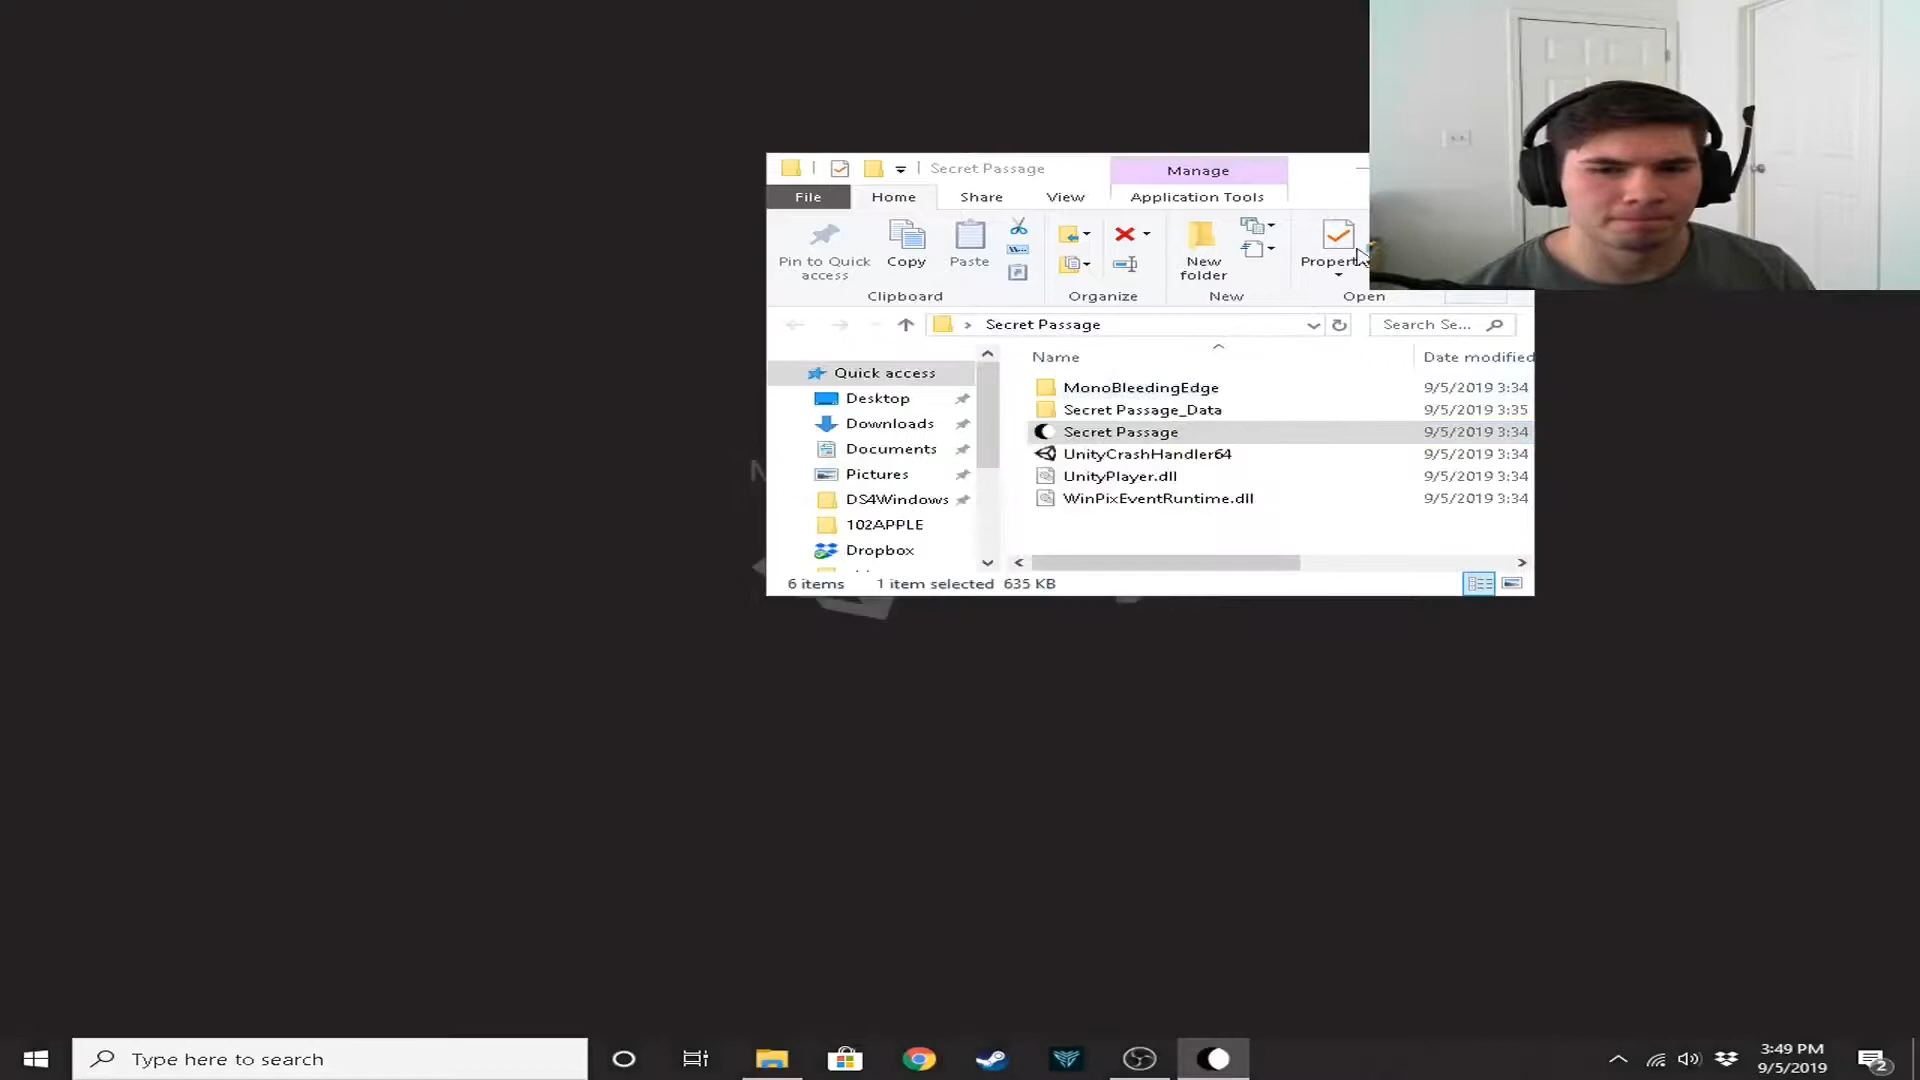 Secret Passage
Manage
File
Home
Share
View
Application Tools
Pin to Quick access
Copy
Paste
New folder
Clipboard
Organize
New
Open
Secret Passage
Search Se...
Name
Date modified
Quick access
Desktop
Downloads
Documents
Pictures
DS4Windows
102APPLE
Dropbox
MonoBleedingEdge 9/5/2019 3:34
Secret Passage_Data 9/5/2019 3:35
Secret Passage 9/5/2019 3:34
UnityCrashHandler64 9/5/2019 3:34
UnityPlayer.dll 9/5/2019 3:34
WinPixEventRuntime.dll 9/5/2019 3:34
6 items 1 item selected 635 KB
Type here to search
3:49 PM
9/5/2019
2